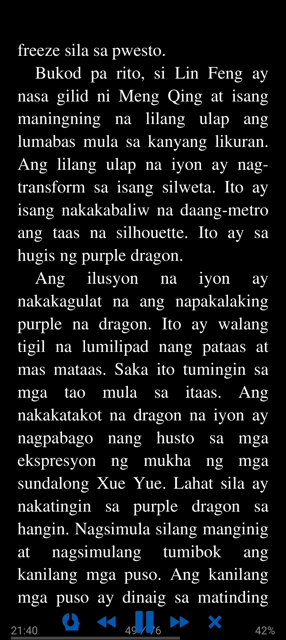 freeze sila sa pwesto.
Bukod pa rito, si Lin Feng ay
nasa gilid ni Meng Qing at isang
maningning na lilang ulap ang
lumabas mula sa kanyang likuran.
Ang lilang ulap na iyon ay nag-
transform sa isang silweta. Ito ay
isang nakakabaliw na daang-metro
ang taas na silhouette. Ito ay sa
hugis ng purple dragon.
Ang ilusyon na iyon ay
nakakagulat na ang napakalaking
purple na dragon. Ito ay walang
tigil na lumilipad nang pataas at
mas mataas. Saka ito tumingin sa
mga tao mula sa itaas. Ang
nakakatakot na dragon na iyon ay
nagpabago nang husto sa mga
ekspresyon ng mukha ng mga
sundalong Xue Yue. Lahat sila ay
nakatingin sa purple dragon sa
hangin. Nagsimula silang manginig
at nagsimulang tumibok ang
kanilang mga puso. Ang kanilang
mga puso ay dinaig sa matinding
21:40 49 / 76 42%